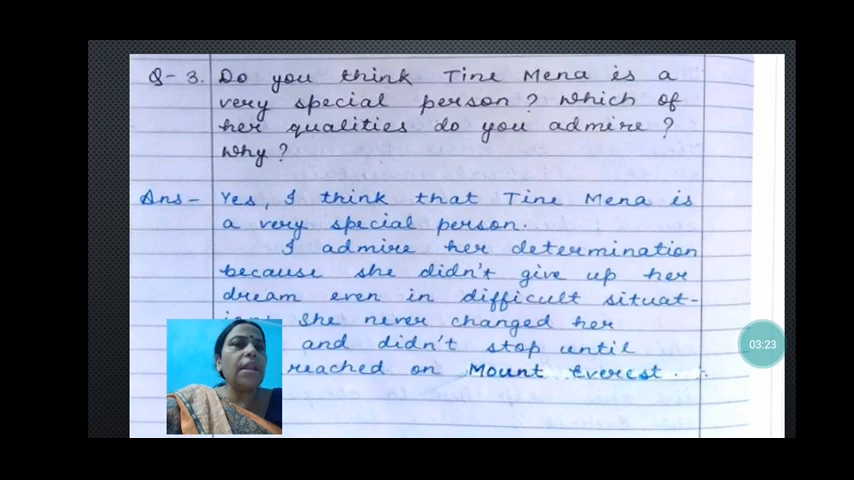 Q- 3. Do you think Tine Mena is a
very special person ? Which of
her qualities do you admire ?
Why ?
Ans- Yes, I think that Tine Mena is
a very special person.
I admire her determination
because she didn't give up her
dream even in difficult situat-
ion. She never changed her
and didn't stop until
reached on Mount Everest.
03:23